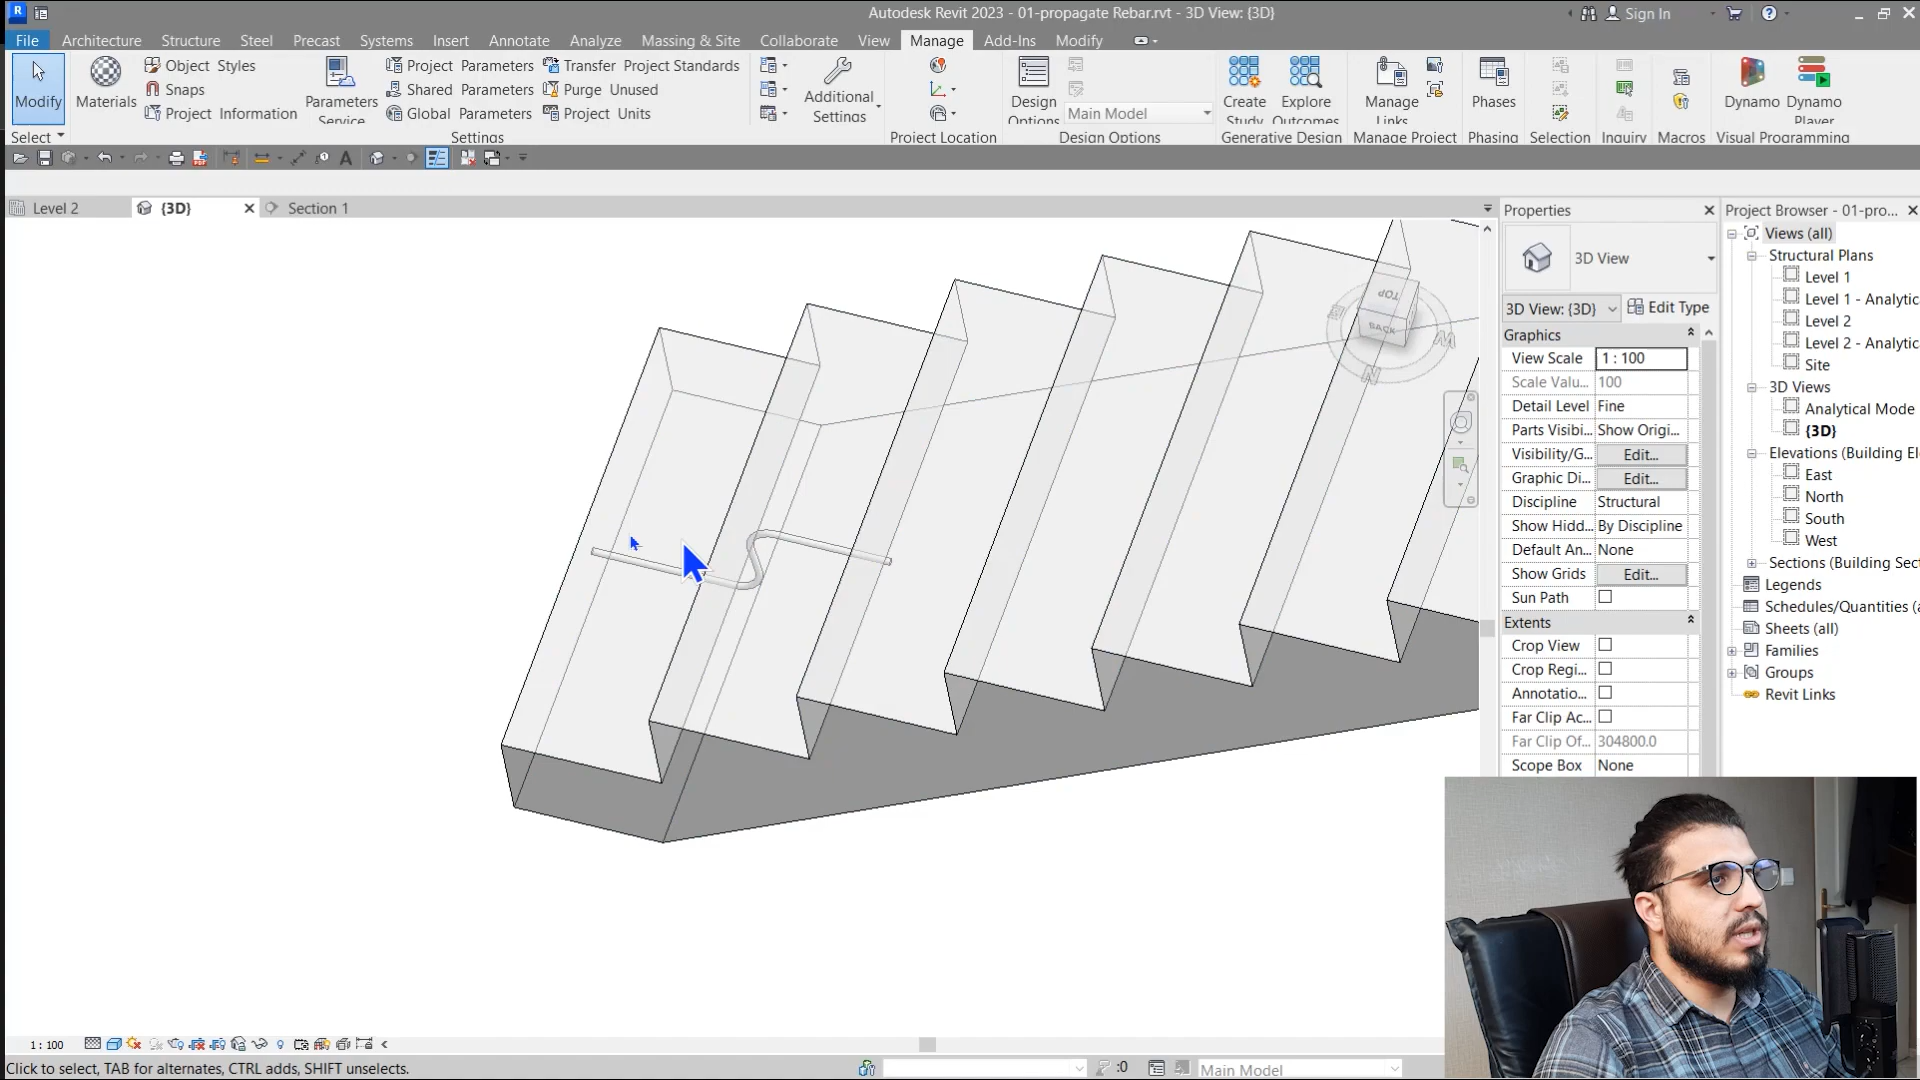 Autodesk Revit 2023 - 01-propagate Rebar.rvt - 3D View: {3D}
Sign In
File Architecture Structure Steel Precast Systems Insert Annotate Analyze Massing & Site Collaborate View Manage Add-Ins Modify
Modify
Materials
Object Styles
Snaps
Project Information
Parameters
Service
Project Parameters
Shared Parameters
Global Parameters
Transfer Project Standards
Purge Unused
Project Units
Additional
Settings
Design
Options
Main Model
Create
Study
Explore
Outcomes
Manage
Links
Phases
Dynamo
Dynamo
Player
Select
Settings
Project Location
Design Options
Generative Design
Manage Project
Phasing
Selection
Inquiry
Macros
Visual Programming
Level 2
{3D}
Section 1
TOP
BACK
N
W
Properties
3D View
3D View: {3D}
Edit Type
Graphics
View Scale 1 : 100
Scale Valu... 100
Detail Level Fine
Parts Visibi... Show Origi...
Visibility/G... Edit...
Graphic Di... Edit...
Discipline Structural
Show Hidd... By Discipline
Default An... None
Show Grids Edit...
Sun Path
Extents
Crop View
Crop Regi...
Annotatio...
Far Clip Ac...
Far Clip Of... 304800.0
Scope Box None
Project Browser - 01-pro...
Views (all)
Structural Plans
Level 1
Level 1 - Analytic
Level 2
Level 2 - Analytic
Site
3D Views
Analytical Mode
{3D}
Elevations (Building El
East
North
South
West
Sections (Building Sect
Legends
Schedules/Quantities (a
Sheets (all)
Families
Groups
Revit Links
1 : 100
Click to select, TAB for alternates, CTRL adds, SHIFT unselects.
:0
Main Model